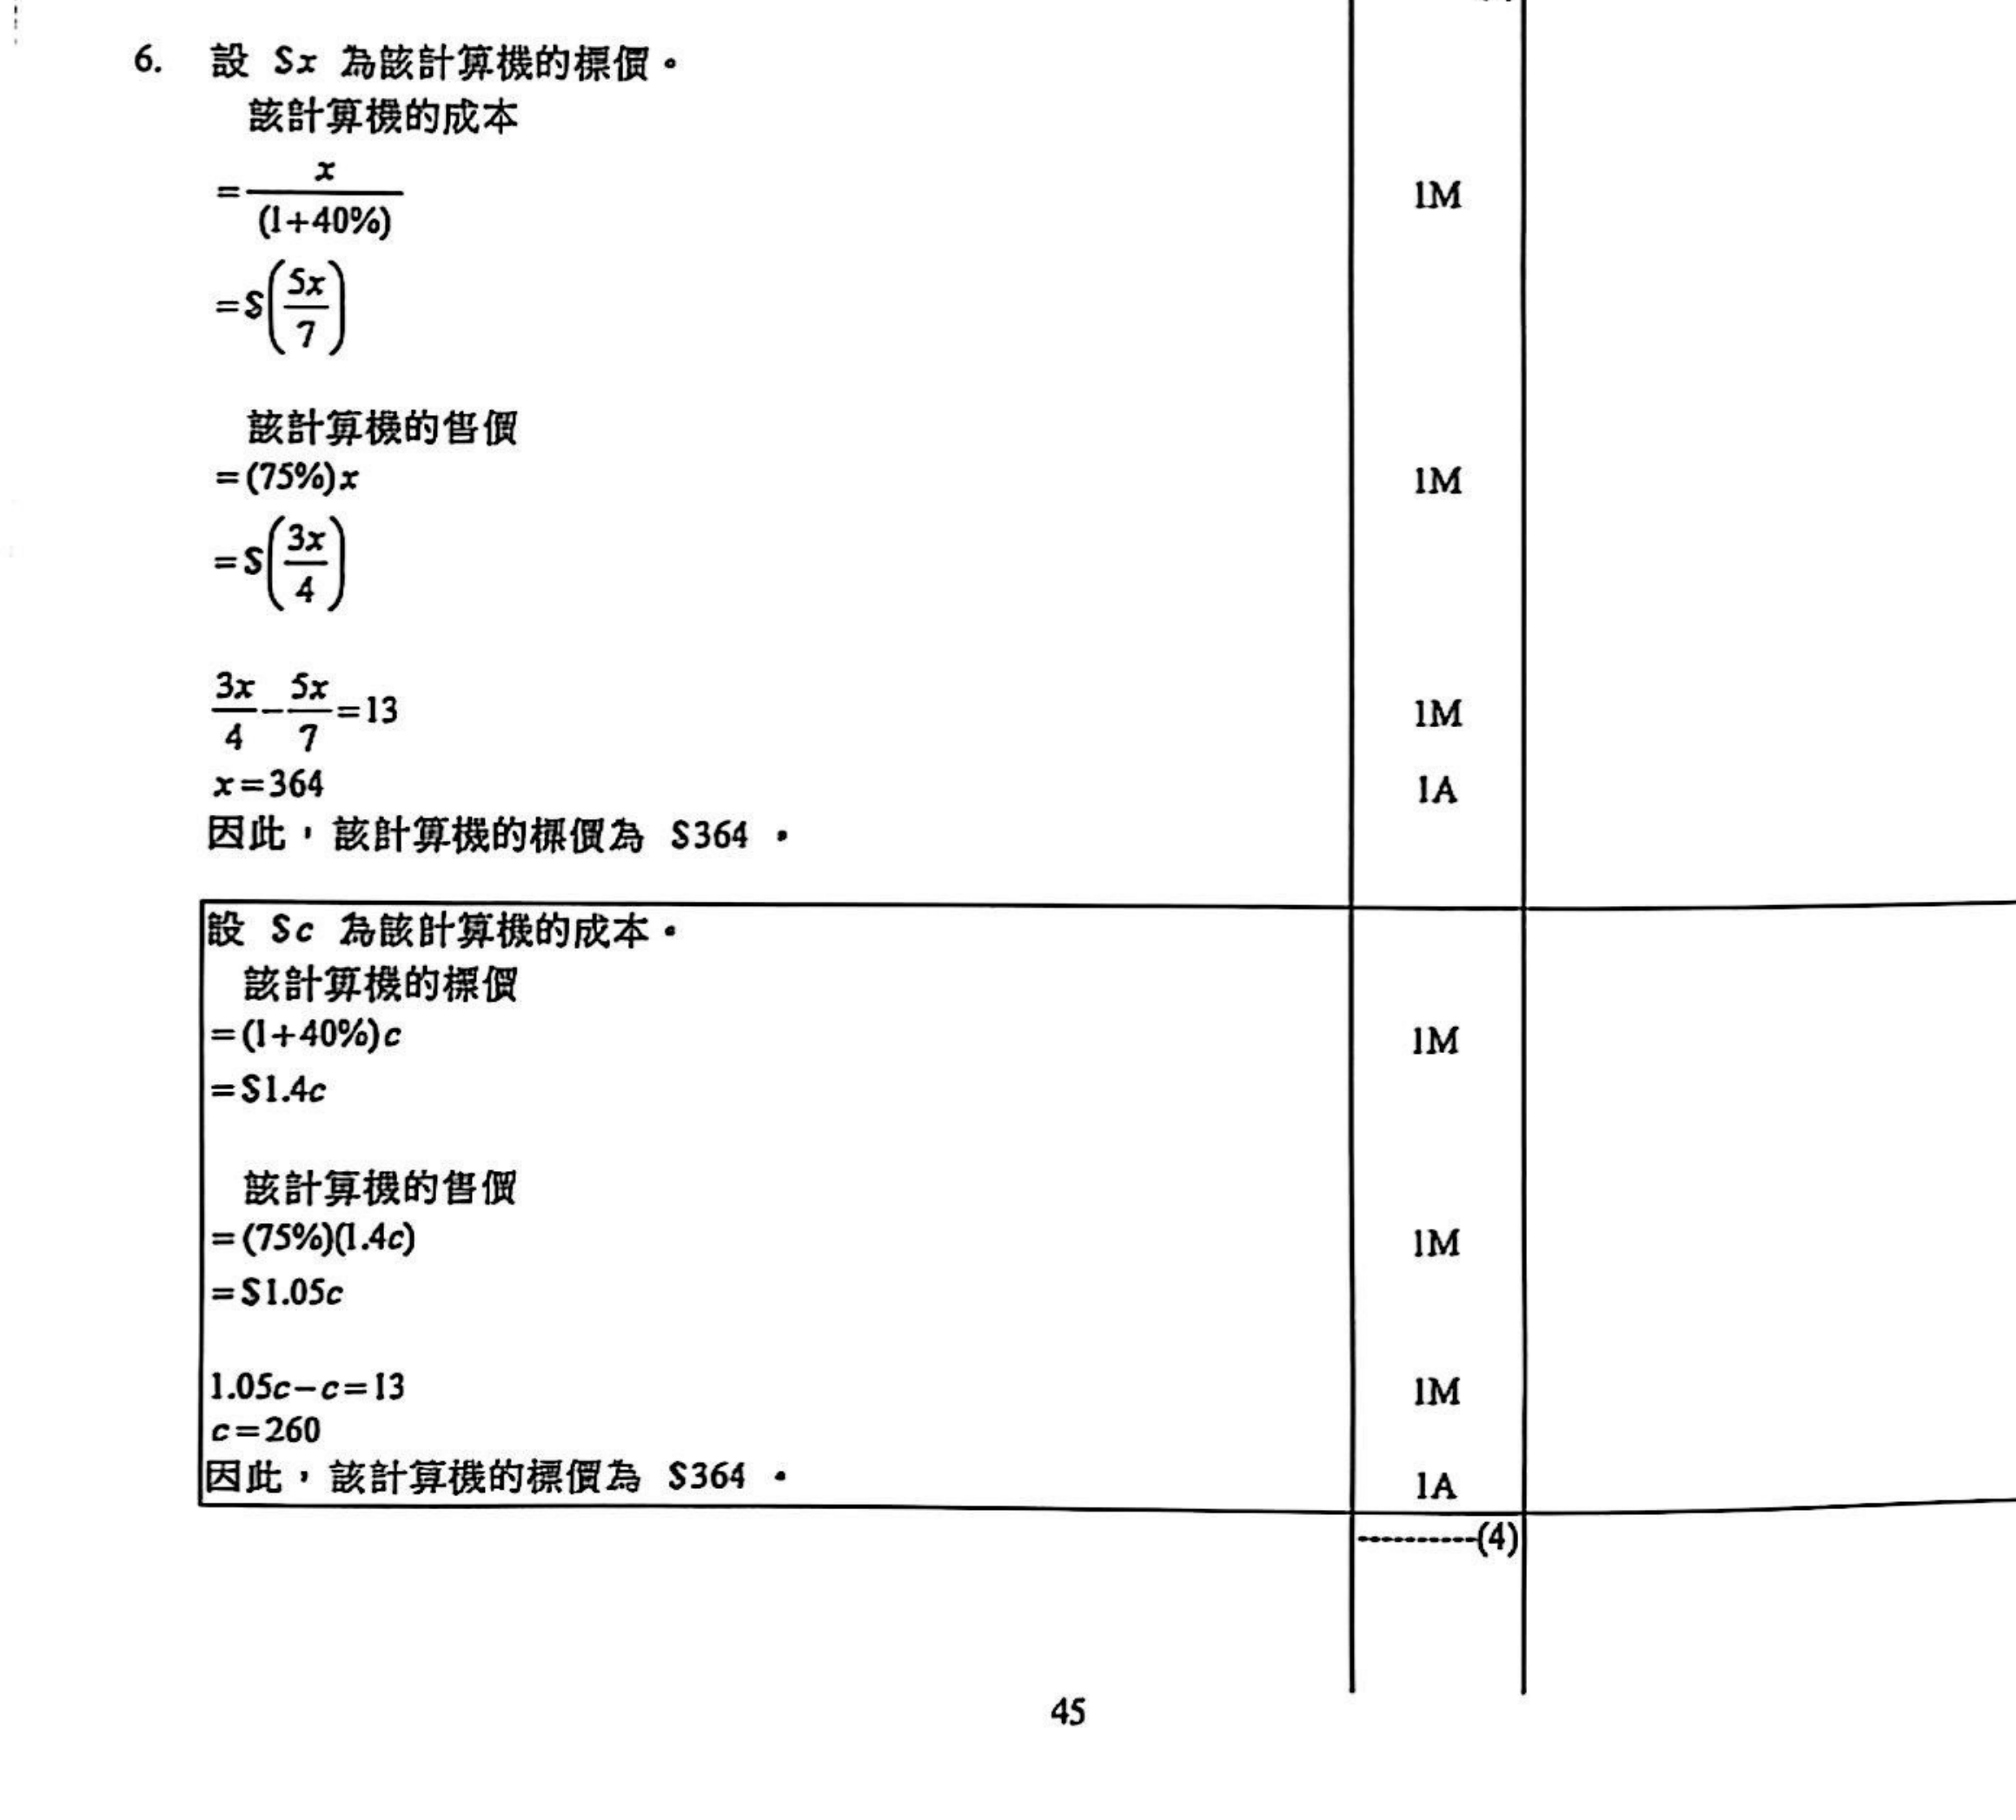 6. 設 $x 為該計算機的標價。
該計算機的成本
= x/(1+40%)
= $(5x/7)
1M
該計算機的售價
= (75%)x
1M
= $(3x/4)
3x/4 − 5x/7 = 13
1M
x = 364
1A
因此，該計算機的標價為 $364 。
設 $c 為該計算機的成本。
該計算機的標價
= (1+40%)c
1M
= $1.4c
該計算機的售價
= (75%)(1.4c)
1M
= $1.05c
1.05c − c = 13
1M
c = 260
因此，該計算機的標價為 $364 。
1A
----------(4)
45